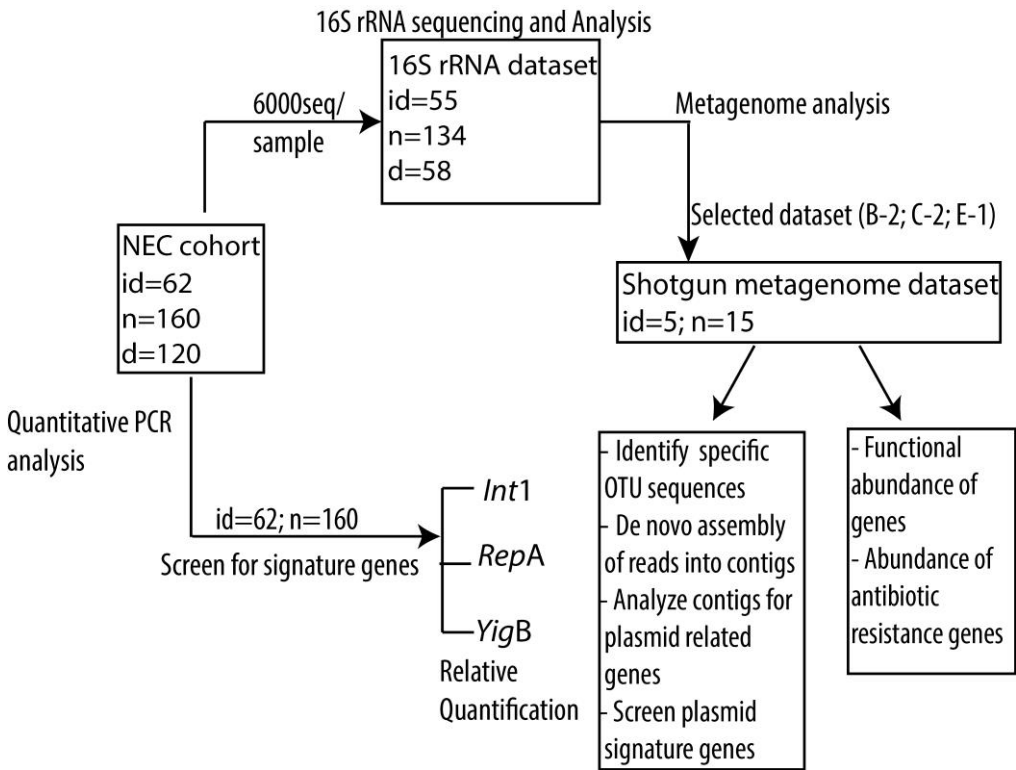 16S rRNA sequencing and Analysis
16S rRNA dataset
id=55
n=134
d=58
6000seq/
sample
Metagenome analysis
Selected dataset (B-2; C-2; E-1)
NEC cohort
id=62
n=160
d=120
Shotgun metagenome dataset
id=5; n=15
Quantitative PCR
analysis
id=62; n=160
Screen for signature genes
Int1
RepA
YigB
Relative
Quantification
- Identify specific
OTU sequences
- De novo assembly
of reads into contigs
- Analyze contigs for
plasmid related
genes
- Screen plasmid
signature genes
- Functional
abundance of
genes
- Abundance of
antibiotic
resistance genes